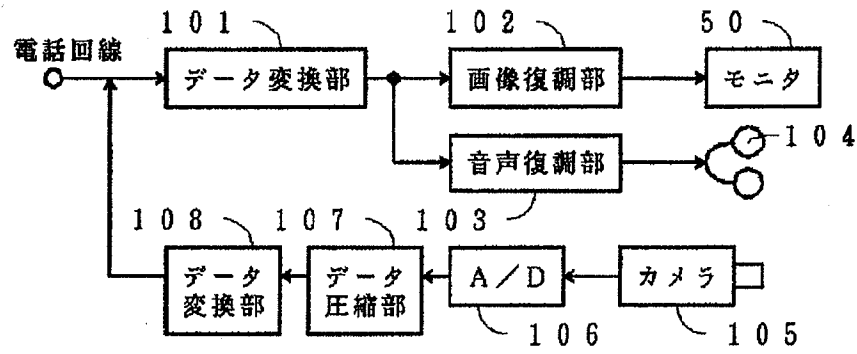 101
102
50
電話回線
データ変換部
画像復調部
モニタ
音声復調部
104
108
107
103
データ
変換部
データ
圧縮部
A/D
カメラ
106
105